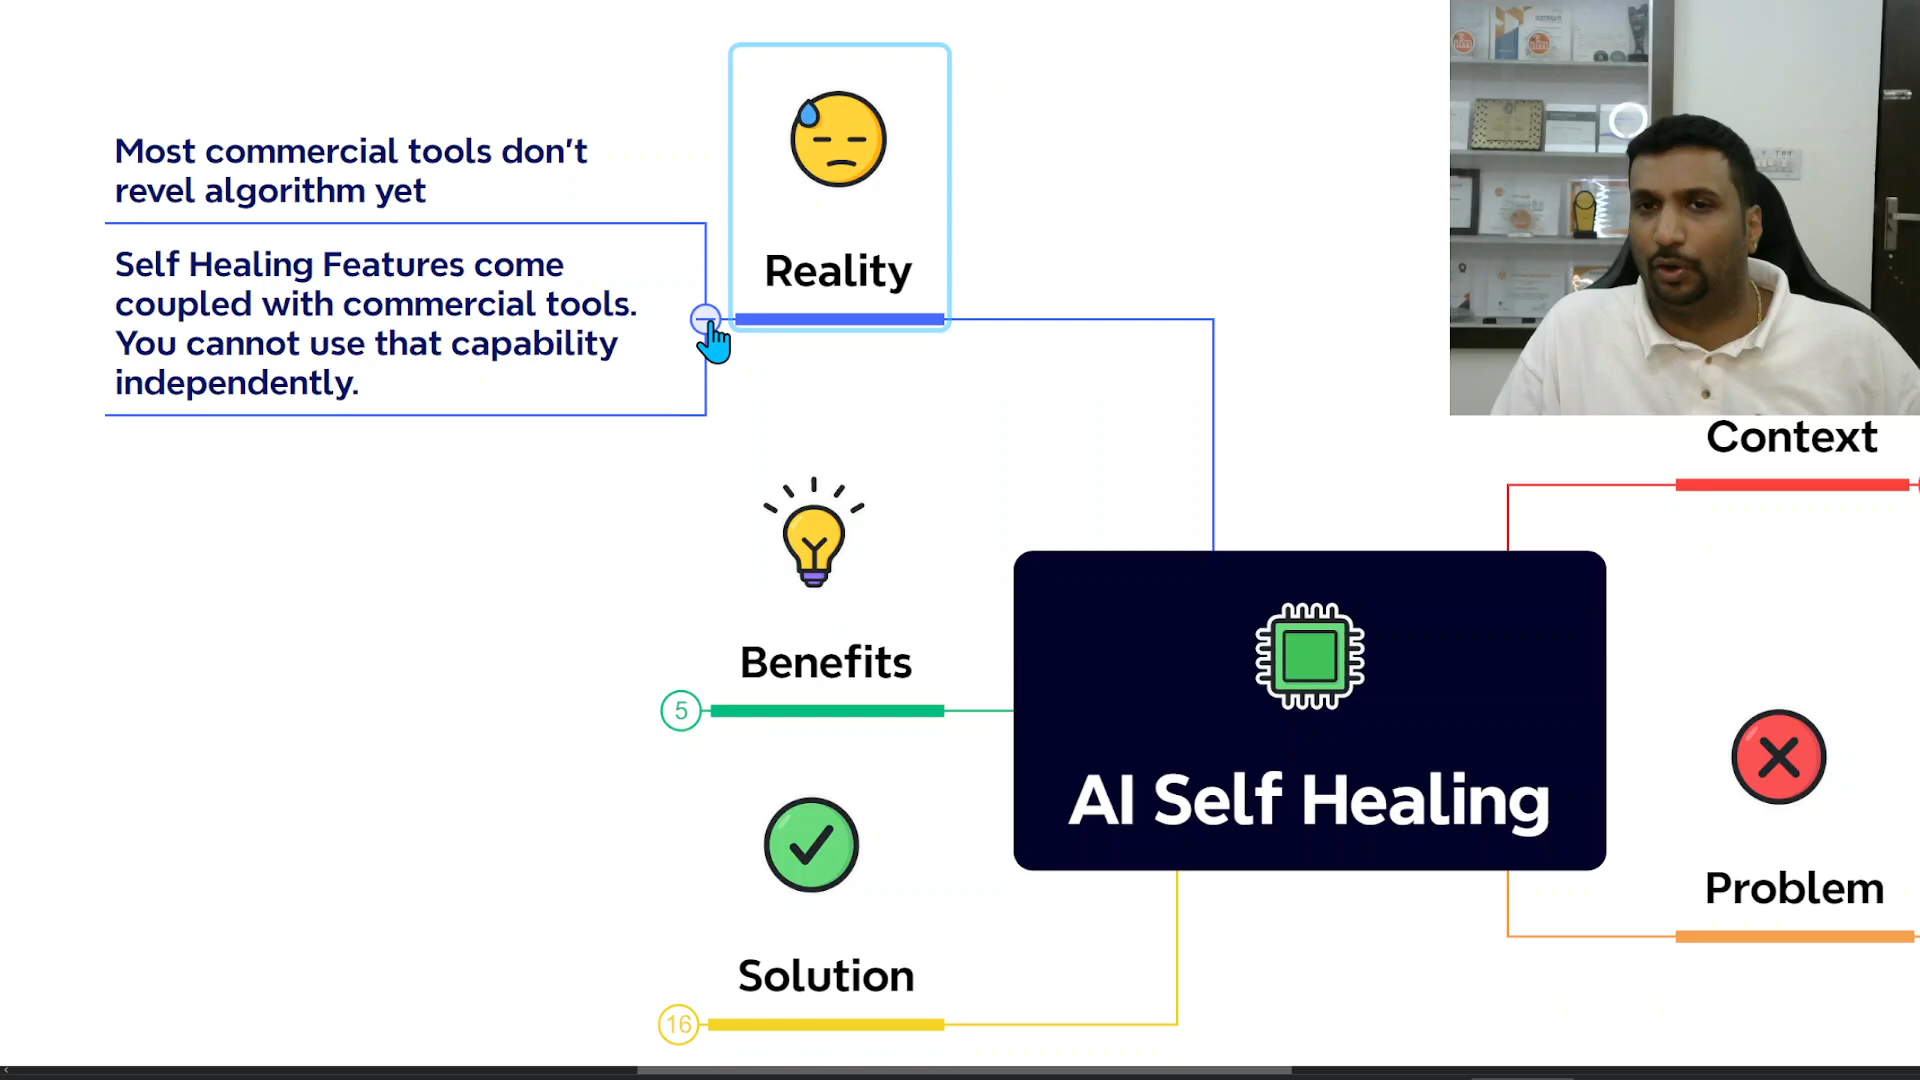 Most commercial tools don't
revel algorithm yet
Self Healing Features come
coupled with commercial tools.
You cannot use that capability
independently.
Reality
Context
Benefits
5
AI Self Healing
Problem
Solution
16